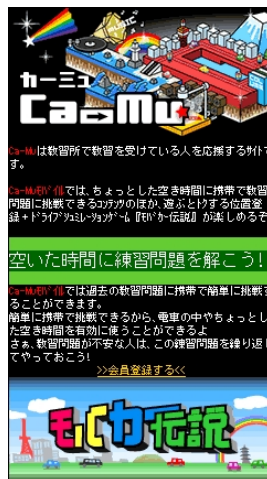 カーミュ
Ca-Mu
Ca-Muは教習所で教習を受けている人を応援するサイトで
す。
Ca-Muﾓﾊﾞｲﾙでは、ちょっとした空き時間に携帯で教習
問題に挑戦できるコンテンツのほか、遊ぶとトクする位置登
録＋ドライブシュミレーションゲーム『モバカー伝説』が楽しめるぞ
空いた時間に練習問題を解こう!
Ca-Muﾓﾊﾞｲﾙでは過去の教習問題に携帯で簡単に挑戦す
ることができます。
簡単に携帯で挑戦できるから、電車の中やちょっとし
た空き時間を有効に使うことができるよ
さぁ、教習問題が不安な人は、この練習問題を繰り返し
てやっておこう!
>>会員登録する<<
モバカー伝説